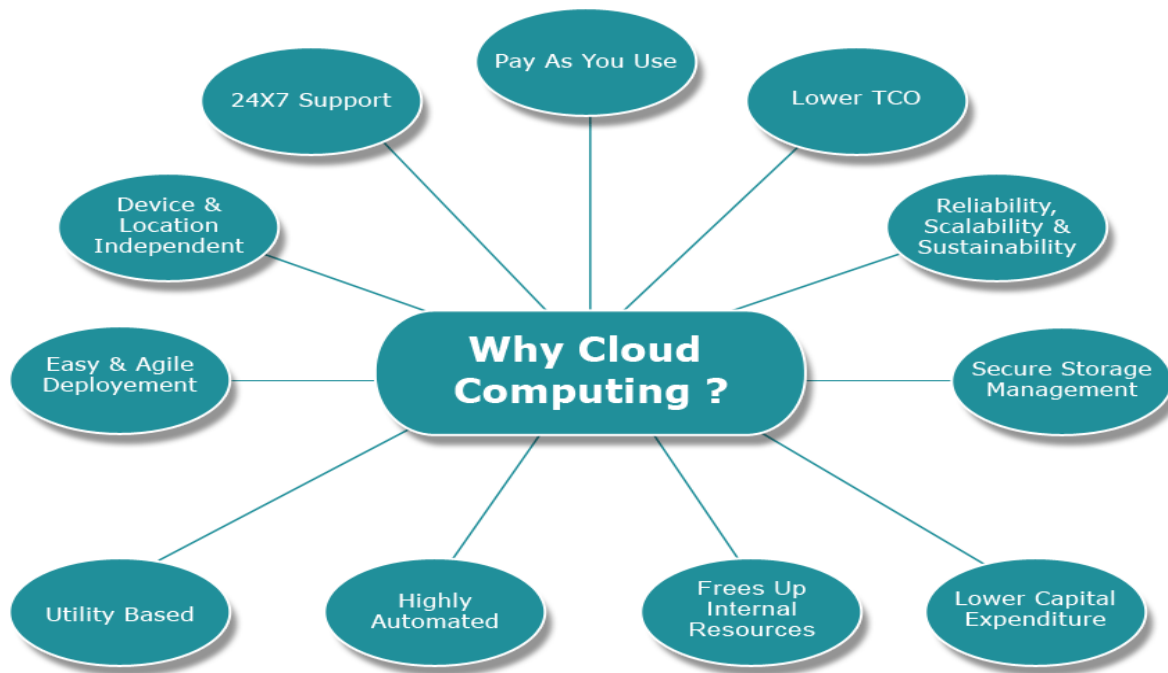 Pay As You Use
24X7 Support
Lower TCO
Device &
Location
Independent
Reliability,
Scalability &
Sustainability
Why Cloud
Computing ?
Easy & Agile
Deployement
Secure Storage
Management
Utility Based
Highly
Automated
Frees Up
Internal
Resources
Lower Capital
Expenditure